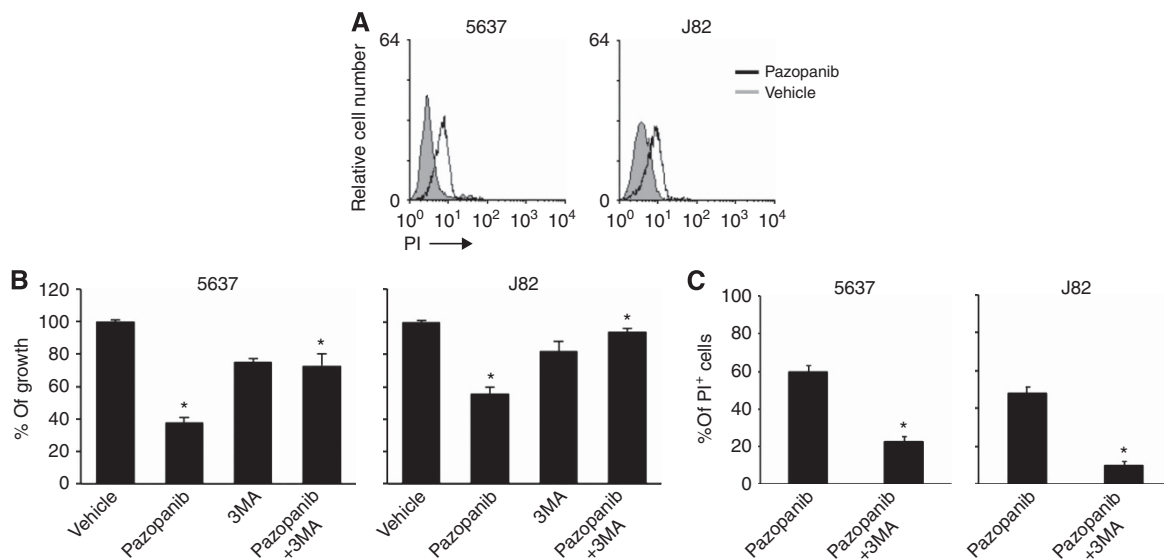 A
5637
J82
64
0
Relative cell number
10⁰ 10¹ 10² 10³ 10⁴
PI
64
0
10⁰ 10¹ 10² 10³ 10⁴
Pazopanib
Vehicle
B
5637
% Of growth
120
100
80
60
40
20
0
*
*
Vehicle
Pazopanib
3MA
Pazopanib
+3MA
J82
*
*
Vehicle
Pazopanib
3MA
Pazopanib
+3MA
C
5637
%Of PI⁺ cells
100
80
60
40
20
0
*
Pazopanib
Pazopanib
+3MA
J82
*
Pazopanib
Pazopanib
+3MA